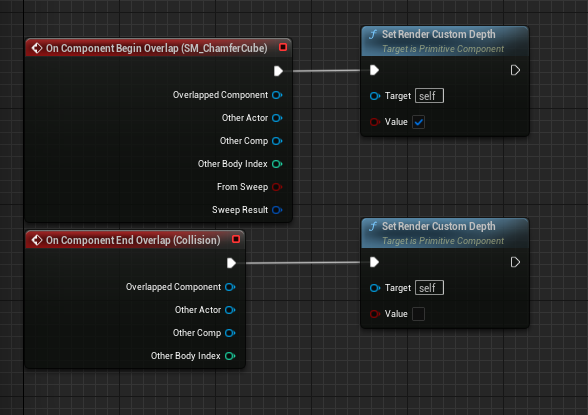 On Component Begin Overlap (SM_ChamferCube)
Overlapped Component
Other Actor
Other Comp
Other Body Index
From Sweep
Sweep Result
f Set Render Custom Depth
Target is Primitive Component
Target self
Value
On Component End Overlap (Collision)
Overlapped Component
Other Actor
Other Comp
Other Body Index
f Set Render Custom Depth
Target is Primitive Component
Target self
Value